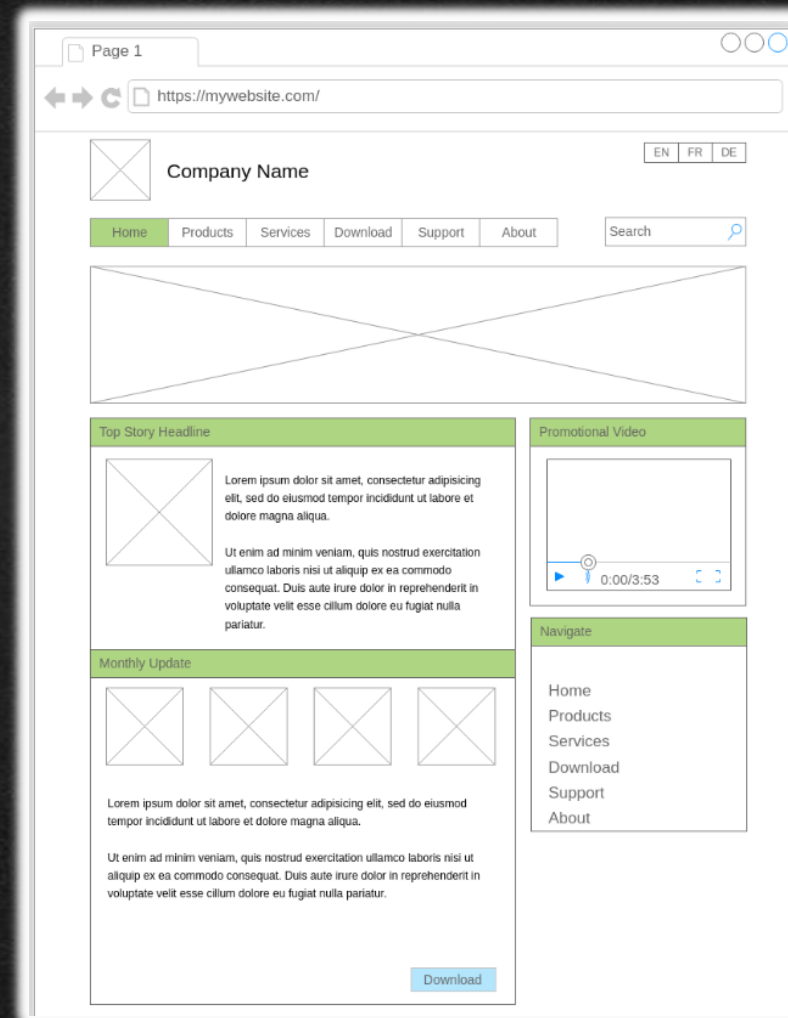 Page 1
https://mywebsite.com/
EN FR DE
Company Name
Home Products Services Download Support About Search
Top Story Headline
Lorem ipsum dolor sit amet, consectetur adipisicing
elit, sed do eiusmod tempor incididunt ut labore et
dolore magna aliqua.
Ut enim ad minim veniam, quis nostrud exercitation
ullamco laboris nisi ut aliquip ex ea commodo
consequat. Duis aute irure dolor in reprehenderit in
voluptate velit esse cillum dolore eu fugiat nulla
pariatur.
Promotional Video
0:00/3:53
Monthly Update
Lorem ipsum dolor sit amet, consectetur adipisicing elit, sed do eiusmod
tempor incididunt ut labore et dolore magna aliqua.
Ut enim ad minim veniam, quis nostrud exercitation ullamco laboris nisi ut
aliquip ex ea commodo consequat. Duis aute irure dolor in reprehenderit in
voluptate velit esse cillum dolore eu fugiat nulla pariatur.
Download
Navigate
Home
Products
Services
Download
Support
About